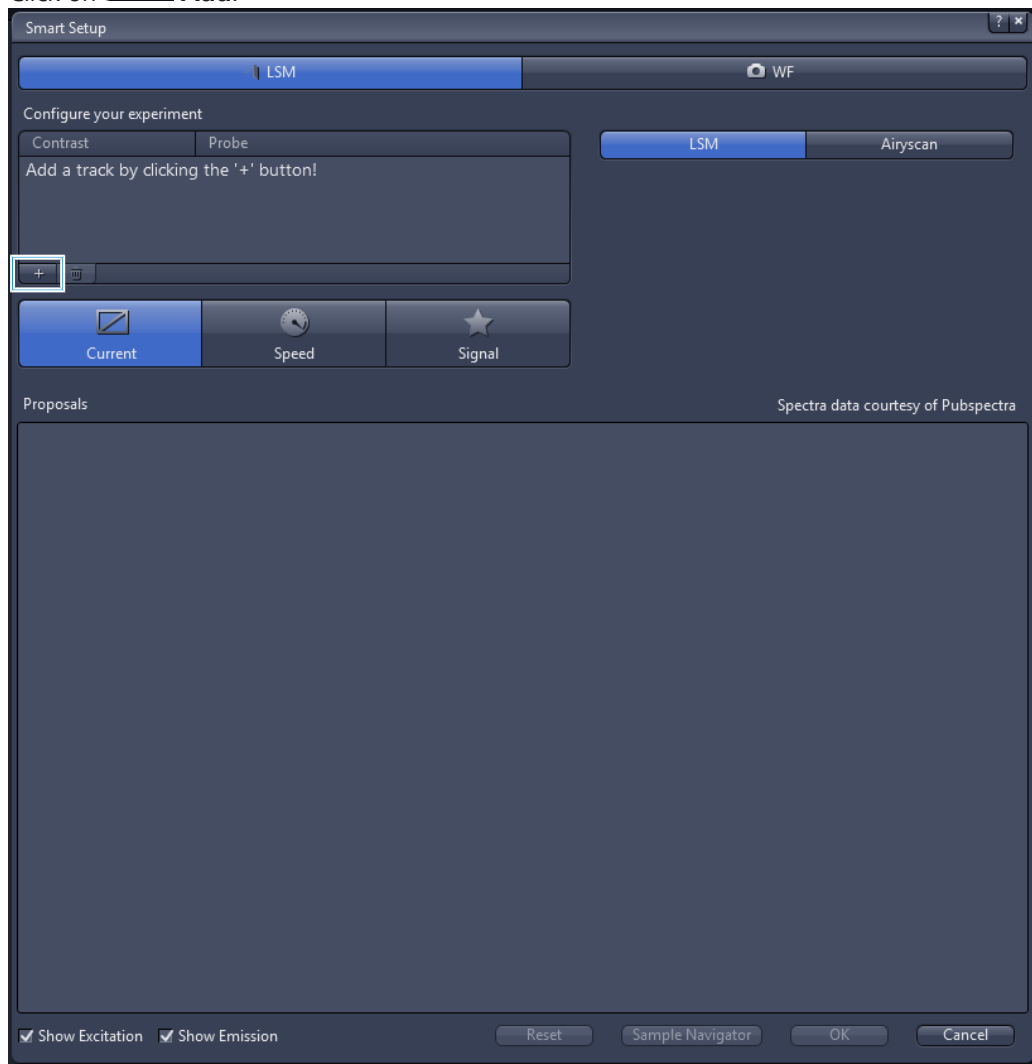 Smart Setup ? ×
LSM WF
Configure your experiment
Contrast Probe
Add a track by clicking the '+' button!
+
LSM Airyscan
Current Speed Signal
Proposals Spectra data courtesy of Pubspectra
Show Excitation Show Emission Reset Sample Navigator OK Cancel